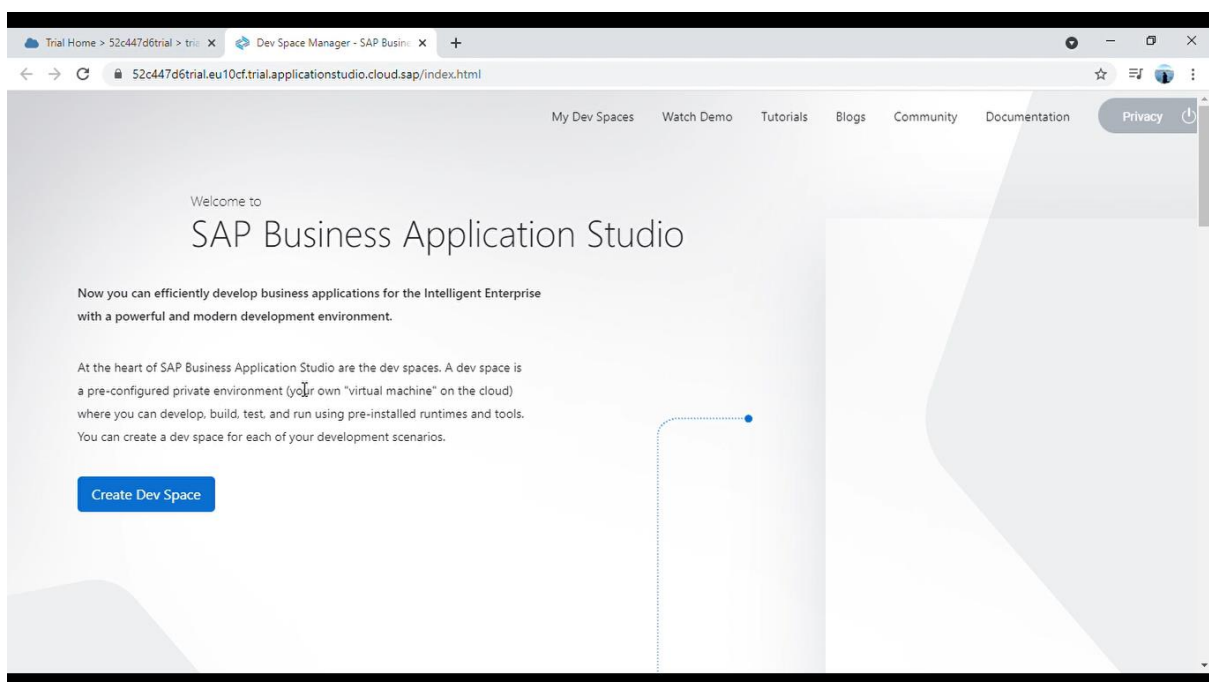 Trial Home > 52c447d6trial > tria
Dev Space Manager - SAP Busin
52c447d6trial.eu10cf.trial.applicationstudio.cloud.sap/index.html
My Dev Spaces Watch Demo Tutorials Blogs Community Documentation Privacy
Welcome to
SAP Business Application Studio
Now you can efficiently develop business applications for the Intelligent Enterprise
with a powerful and modern development environment.
At the heart of SAP Business Application Studio are the dev spaces. A dev space is
a pre-configured private environment (your own "virtual machine" on the cloud)
where you can develop, build, test, and run using pre-installed runtimes and tools.
You can create a dev space for each of your development scenarios.
Create Dev Space